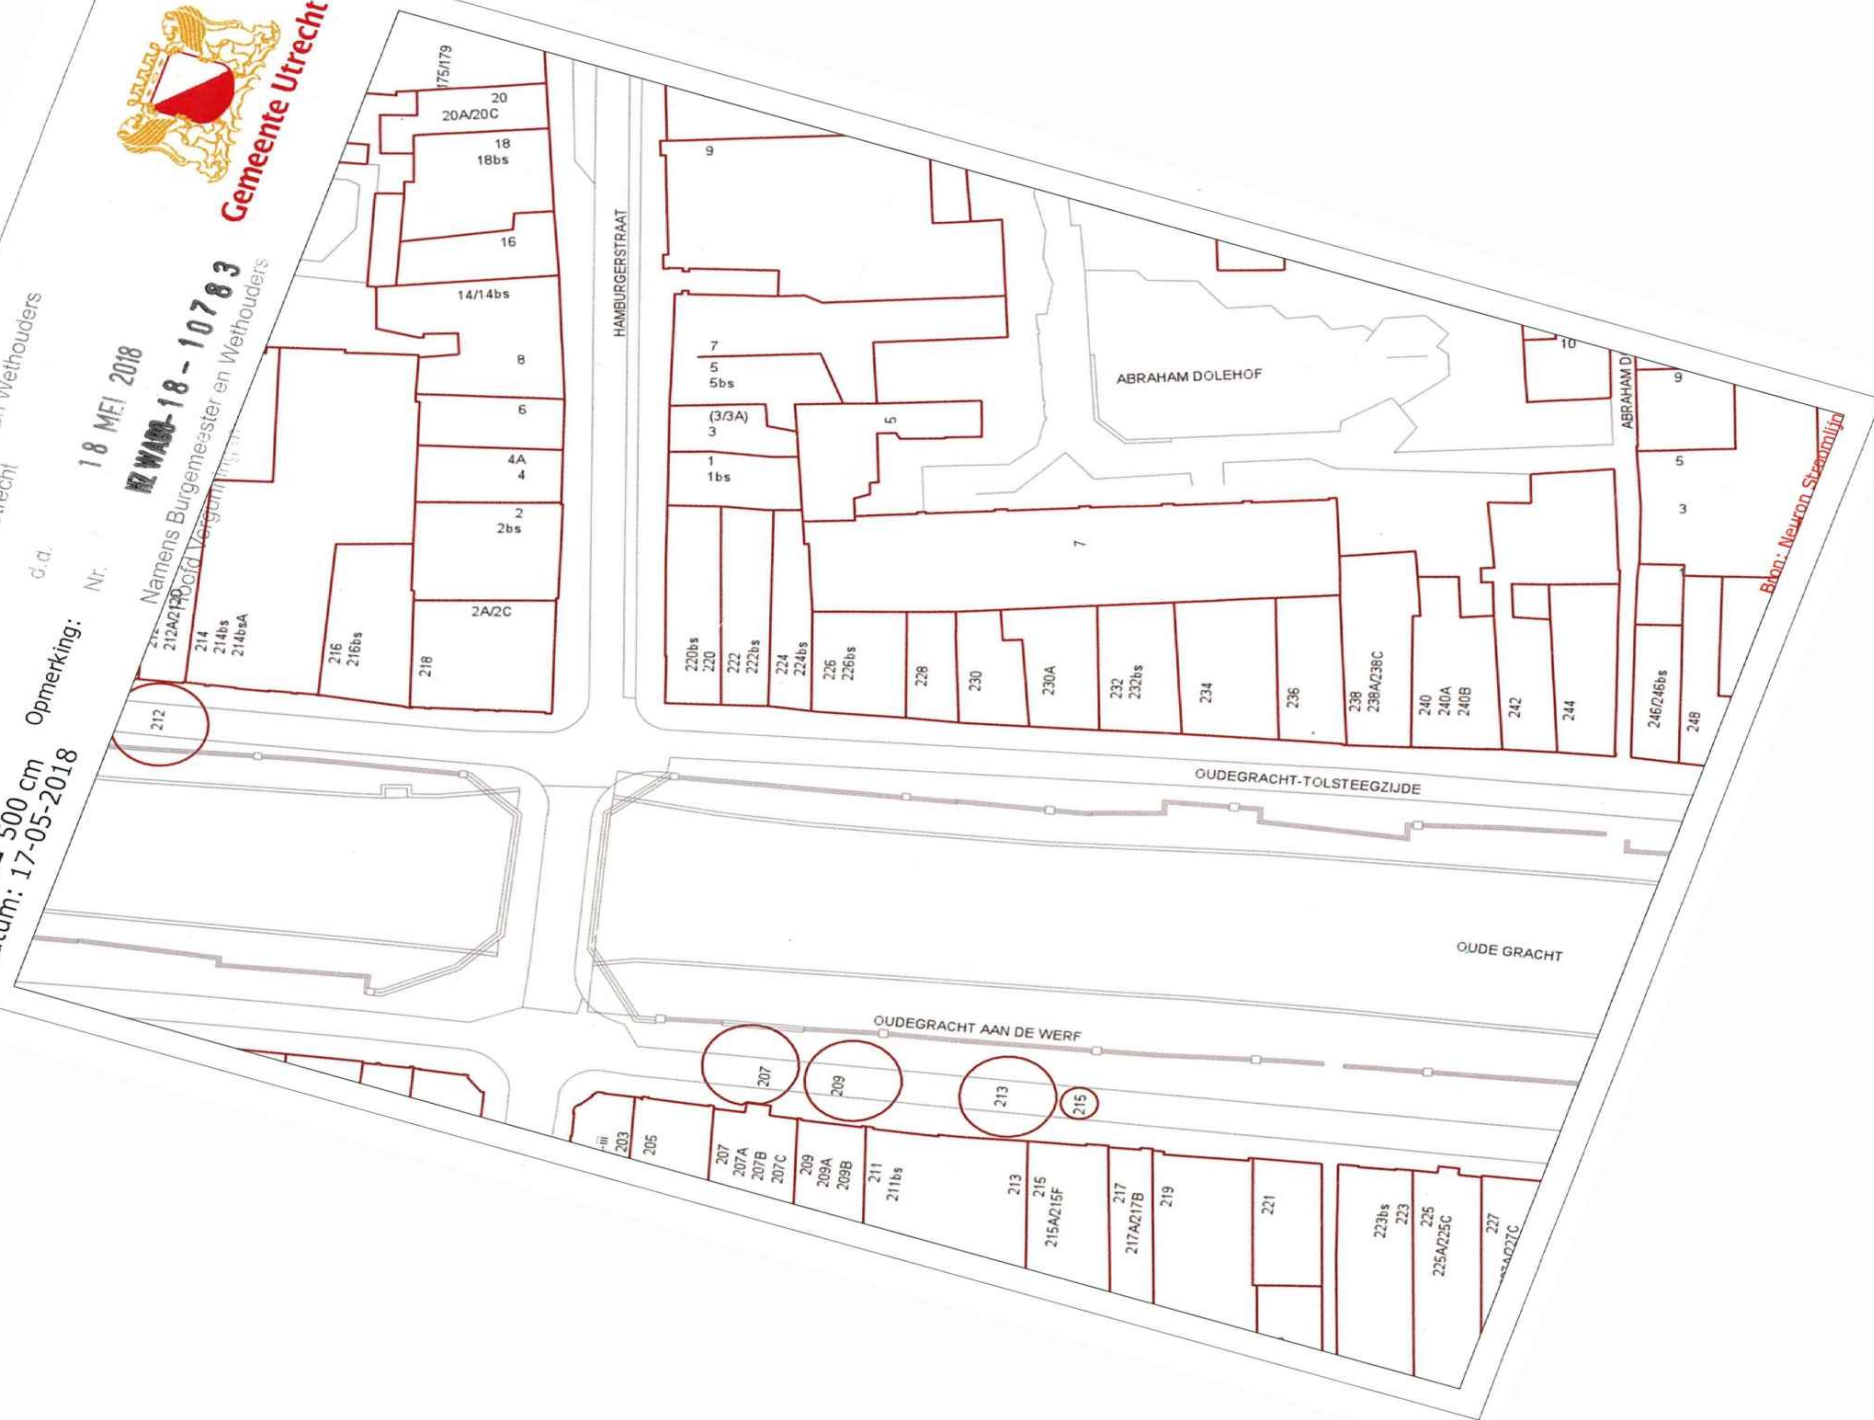 Gemeente Utrecht
Wethouders
18 MEI 2018
d.d.
Nr.
HZ WABO-18-10783
Namens Burgemeester en Wethouders
Hoofd
Opmerking:
500 cm
17-05-2018
175/179
20
20A/20C
18
18bs
16
14/14bs
8
6
4A
4
2
2bs
2A/2C
212A/212D
214
214bs
214bsA
216
216bs
218
212
HAMBURGERSTRAAT
9
7
5
5bs
(3/3A)
3
1
1bs
5
7
ABRAHAM DOLEHOF
10
ABRAHAM D
9
5
3
1
Bron: Neuron Stroomlijn
220bs
220
222
222bs
224
224bs
226
226bs
228
230
230A
232
232bs
234
236
238
238A/238C
240
240A
240B
242
244
246/246bs
248
OUDEGRACHT-TOLSTEEGZIJDE
OUDE GRACHT
OUDEGRACHT AAN DE WERF
207
209
213
215
203
205
207
207A
207B
207C
209
209A
209B
211
211bs
213
215
215A/215F
217
217A/217B
219
221
223bs
223
225
225A/225C
227